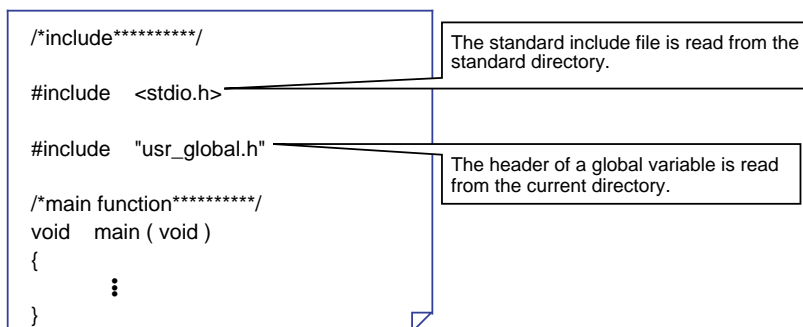 /*include**********/
#include <stdio.h>
#include "usr_global.h"
/*main function**********/
void main ( void )
{
⋮
}
The standard include file is read from the
standard directory.
The header of a global variable is read
from the current directory.